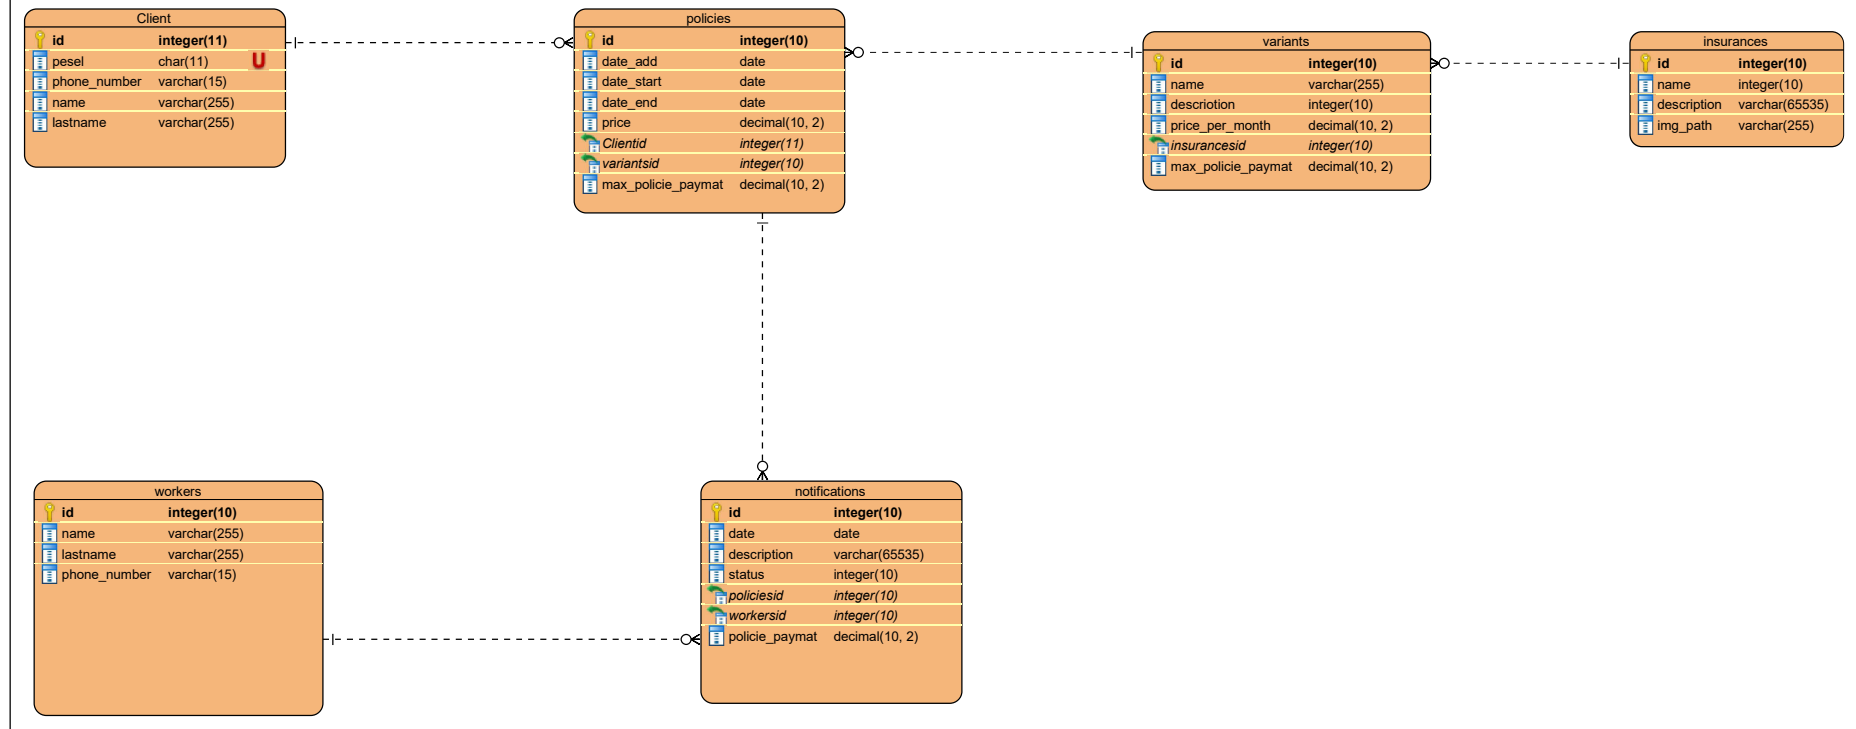 Client
id integer(11)
pesel char(11) U
phone_number varchar(15)
name varchar(255)
lastname varchar(255)
policies
id integer(10)
date_add date
date_start date
date_end date
price decimal(10, 2)
Clientid integer(11)
variantsid integer(10)
max_policie_paymat decimal(10, 2)
variants
id integer(10)
name varchar(255)
descriotion integer(10)
price_per_month decimal(10, 2)
insurancesid integer(10)
max_policie_paymat decimal(10, 2)
insurances
id integer(10)
name integer(10)
description varchar(65535)
img_path varchar(255)
workers
id integer(10)
name varchar(255)
lastname varchar(255)
phone_number varchar(15)
notifications
id integer(10)
date date
description varchar(65535)
status integer(10)
policiesid integer(10)
workersid integer(10)
policie_paymat decimal(10, 2)